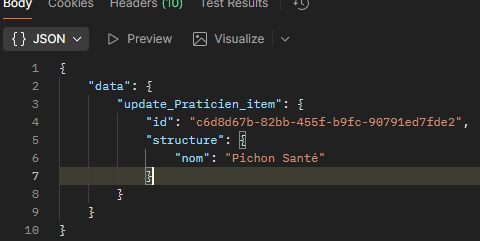 Body Cookies Headers (10) Test Results
{} JSON Preview Visualize
1 {
2 "data": {
3 "update_Praticien_item": {
4 "id": "c6d8d67b-82bb-455f-b9fc-90791ed7fde2",
5 "structure": {
6 "nom": "Pichon Santé"
7 }
8 }
9 }
10 }